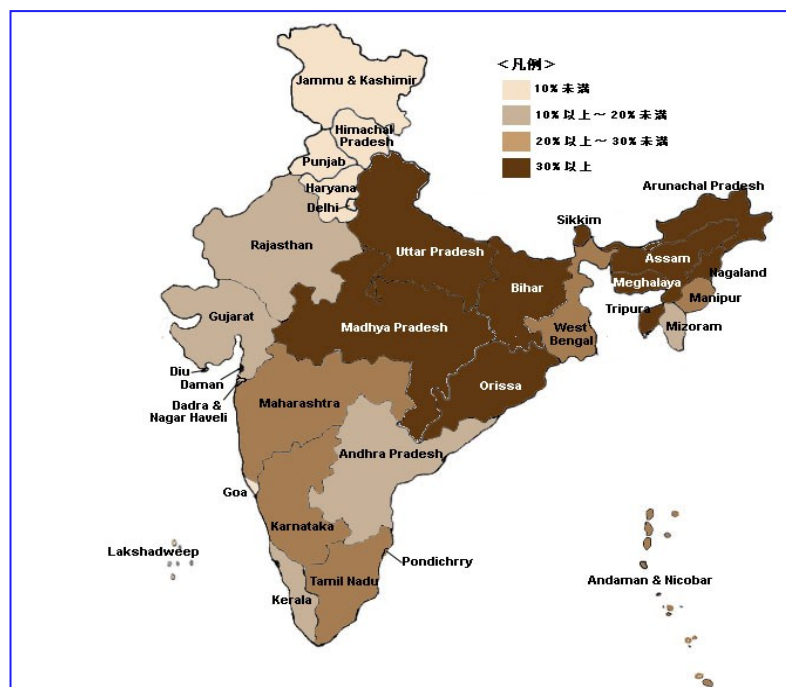 <凡例>
10%未満
10%以上～20%未満
20%以上～30%未満
30%以上
Jammu & Kashimir
Himachal
Pradesh
Punjab
Haryana
Delhi
Arunachal Pradesh
Sikkim
Rajasthan
Uttar Pradesh
Assam
Nagaland
Bihar
Meghalaya
Manipur
Gujarat
Tripura
Madhya Pradesh
West
Bengal
Mizoram
Diu
Daman
Orissa
Dadra &
Nagar Haveli
Maharashtra
Andhra Pradesh
Goa
Karnataka
Lakshadweep
Pondichrry
Tamil Nadu
Andaman & Nicobar
Kerala